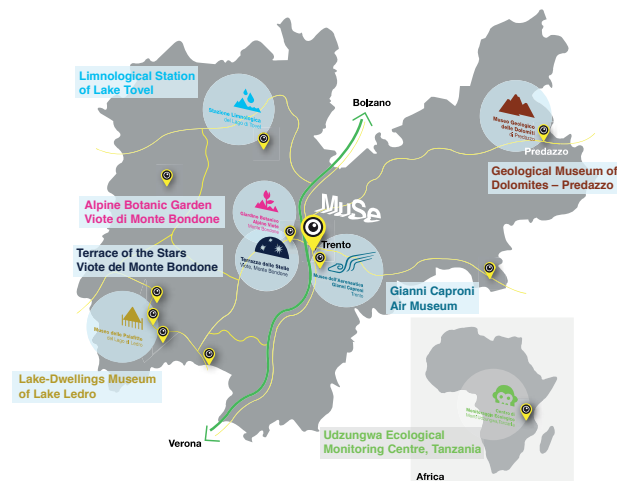 Limnological Station
of Lake Tovel
Stazione Limnologica
del Lago di Tovel
Bolzano
Museo Geologico
delle Dolomiti
Predazzo
Predazzo
Geological Museum of
Dolomites – Predazzo
Alpine Botanic Garden
Viote di Monte Bondone
Giardino Botanico
Alpino Viote
Monte Bondone
MUSe
Trento
Terrace of the Stars
Viote del Monte Bondone
Terrazza delle Stelle
Viote, Monte Bondone
Museo dell'Aeronautica
Gianni Caproni
Trento
Gianni Caproni
Air Museum
Museo delle Palafitte
del Lago di Ledro
Lake-Dwellings Museum
of Lake Ledro
Verona
Udzungwa Ecological
Monitoring Centre, Tanzania
Africa